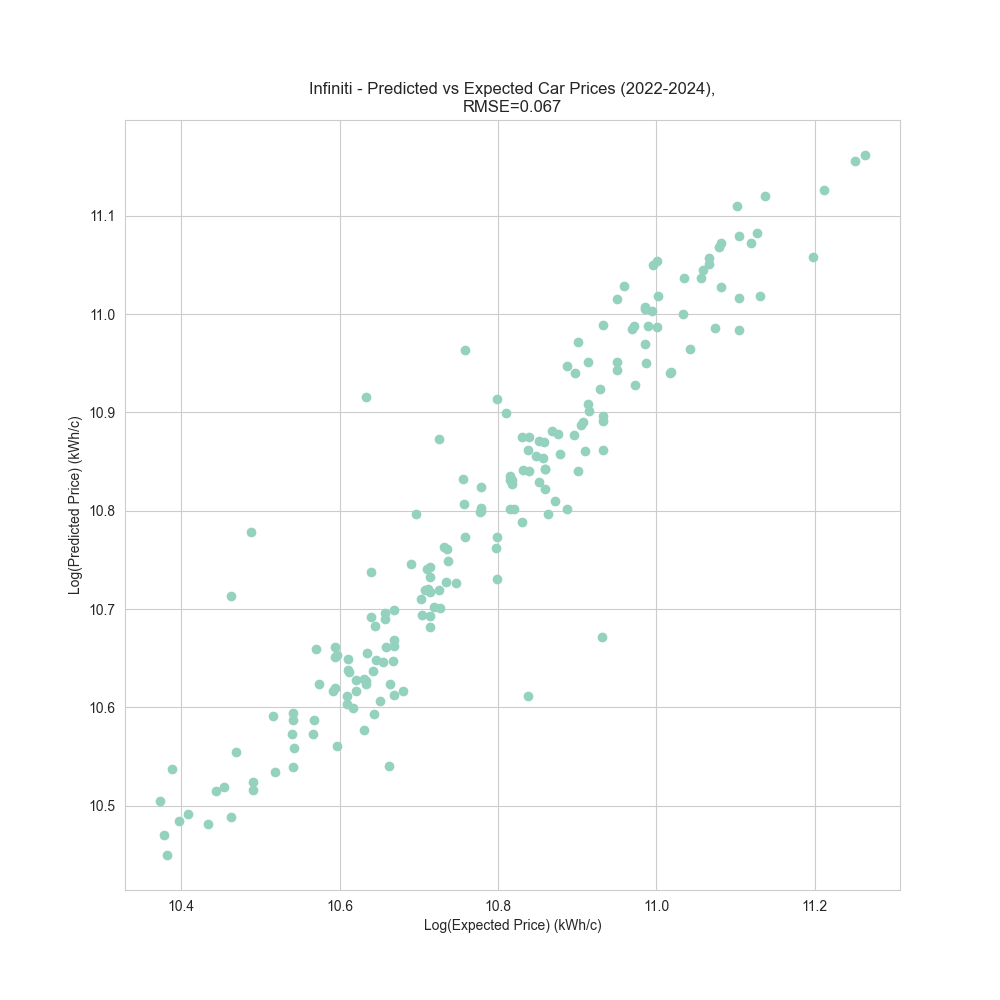 Infiniti - Predicted vs Expected Car Prices (2022-2024),
RMSE=0.067
Log(Predicted Price) (kWh/c)
11.1
11.0
10.9
10.8
10.7
10.6
10.5
10.4 10.6 10.8 11.0 11.2
Log(Expected Price) (kWh/c)